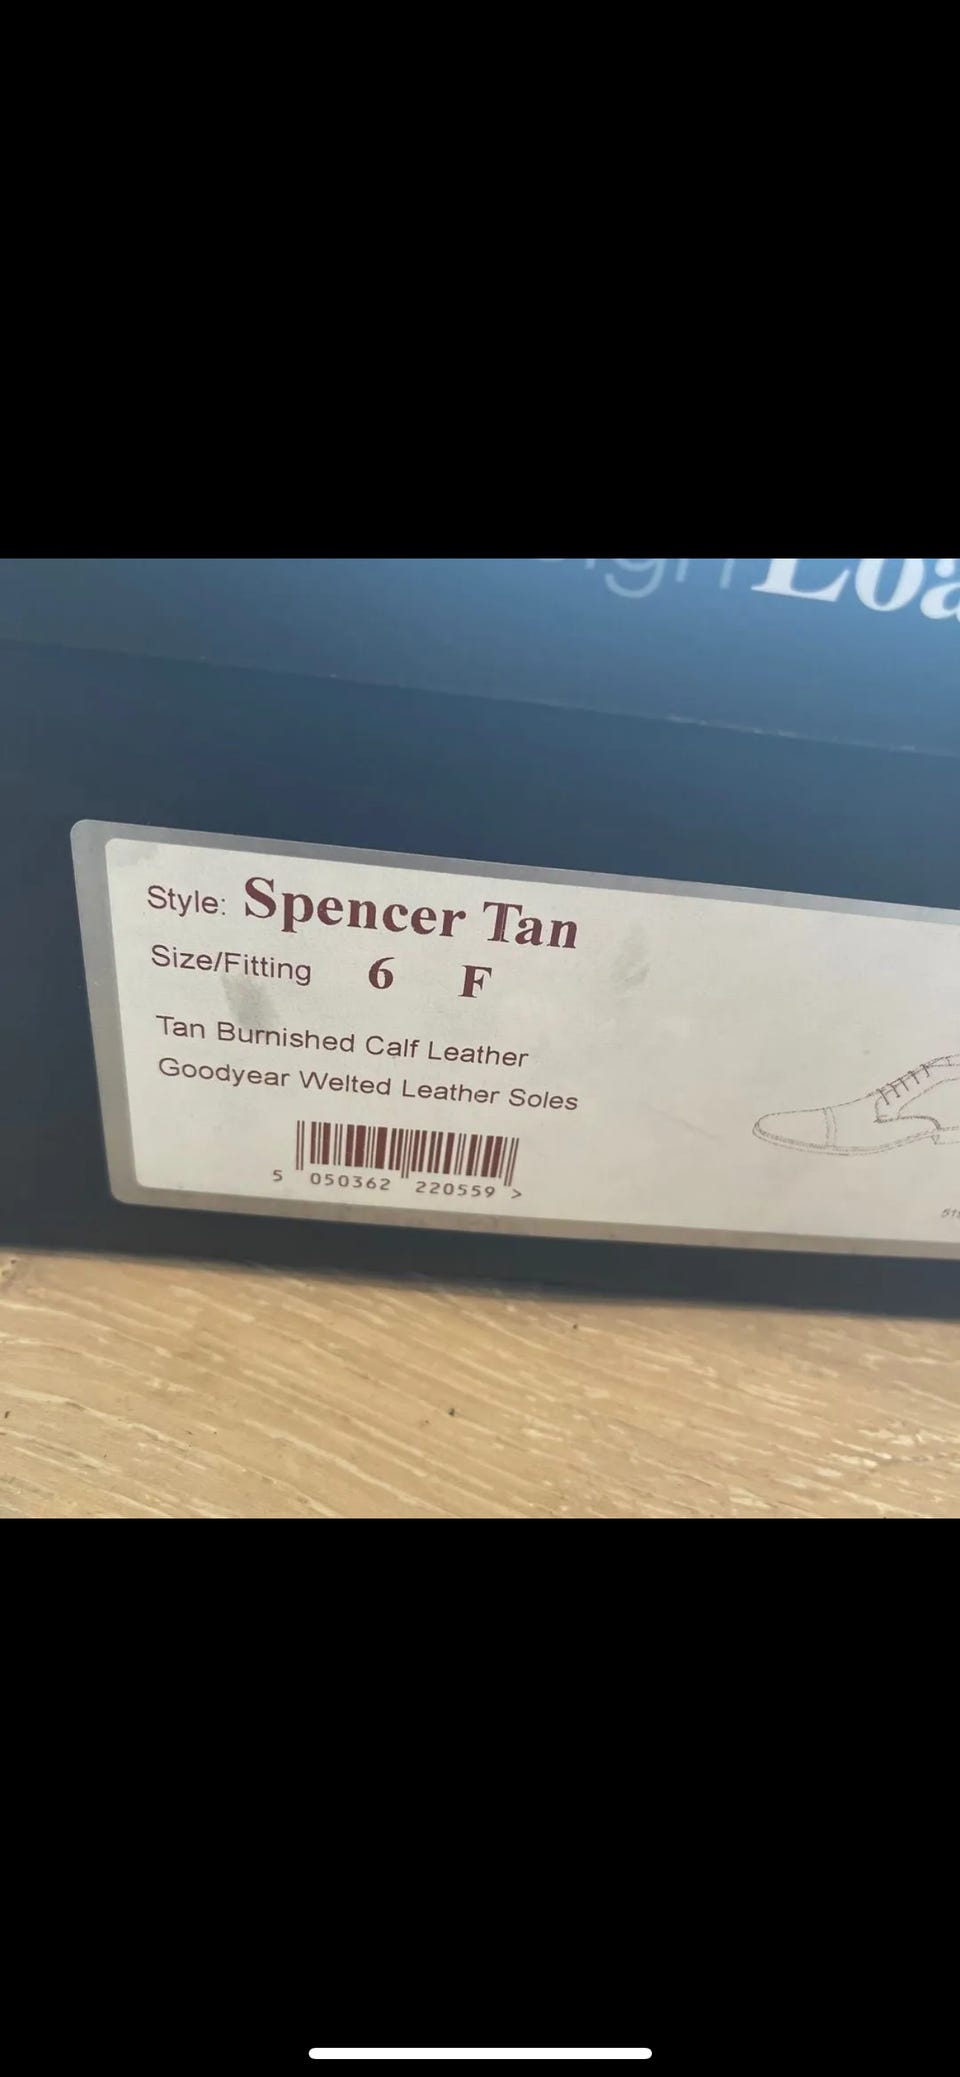 Style: Spencer Tan
Size/Fitting 6 F
Tan Burnished Calf Leather
Goodyear Welted Leather Soles
5 050362 220559 >